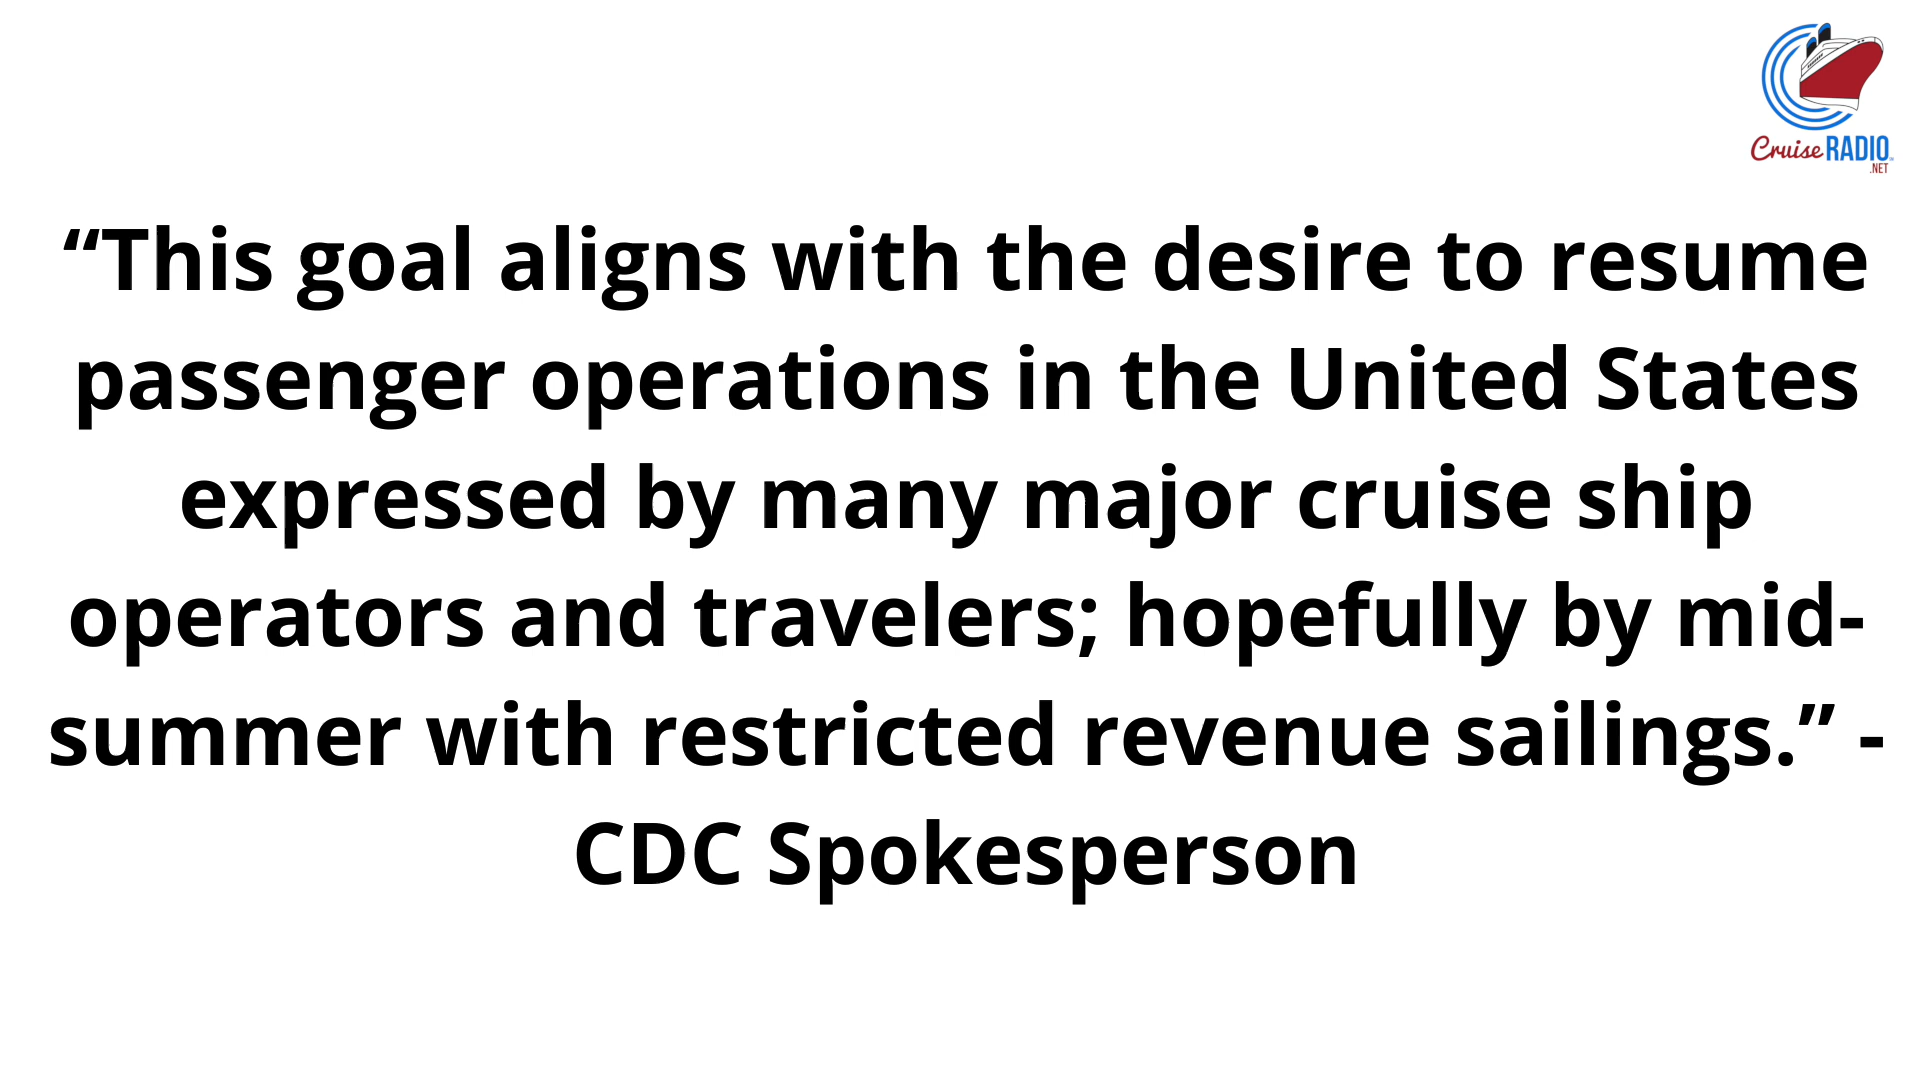 Cruise RADIO
.NET
“This goal aligns with the desire to resume
passenger operations in the United States
expressed by many major cruise ship
operators and travelers; hopefully by mid-
summer with restricted revenue sailings.” -
CDC Spokesperson